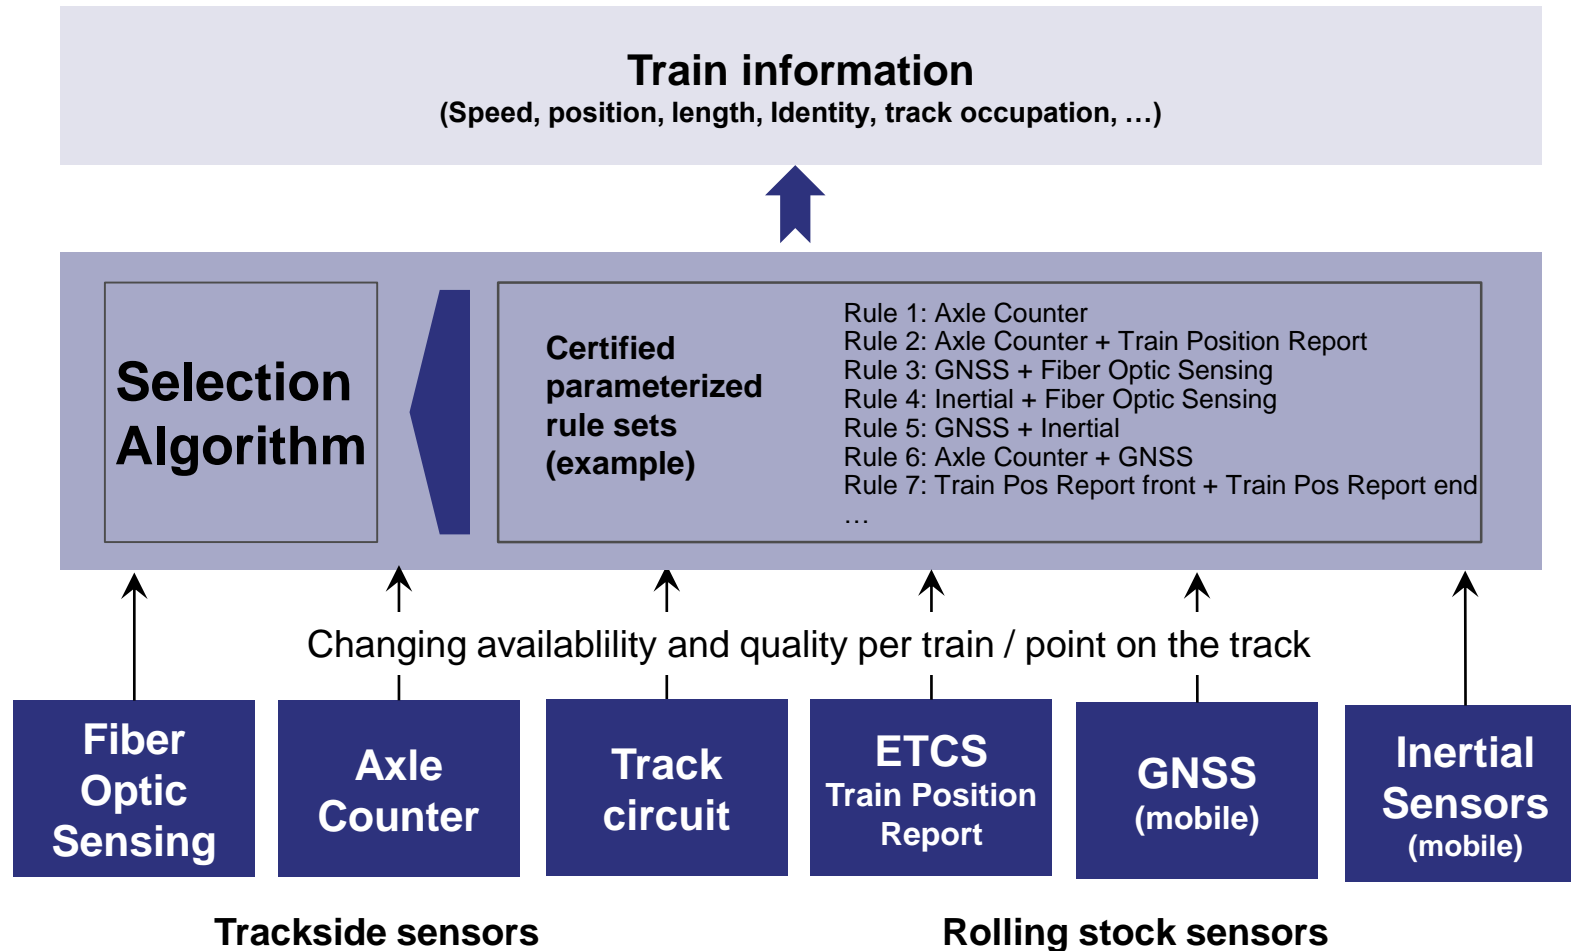 Train information
(Speed, position, length, Identity, track occupation, …)
Selection
Algorithm
Certified
parameterized
rule sets
(example)
Rule 1: Axle Counter
Rule 2: Axle Counter + Train Position Report
Rule 3: GNSS + Fiber Optic Sensing
Rule 4: Inertial + Fiber Optic Sensing
Rule 5: GNSS + Inertial
Rule 6: Axle Counter + GNSS
Rule 7: Train Pos Report front + Train Pos Report end
…
Changing availablility and quality per train / point on the track
Fiber
Optic
Sensing
Axle
Counter
Track
circuit
ETCS
Train Position
Report
GNSS
(mobile)
Inertial
Sensors
(mobile)
Trackside sensors
Rolling stock sensors